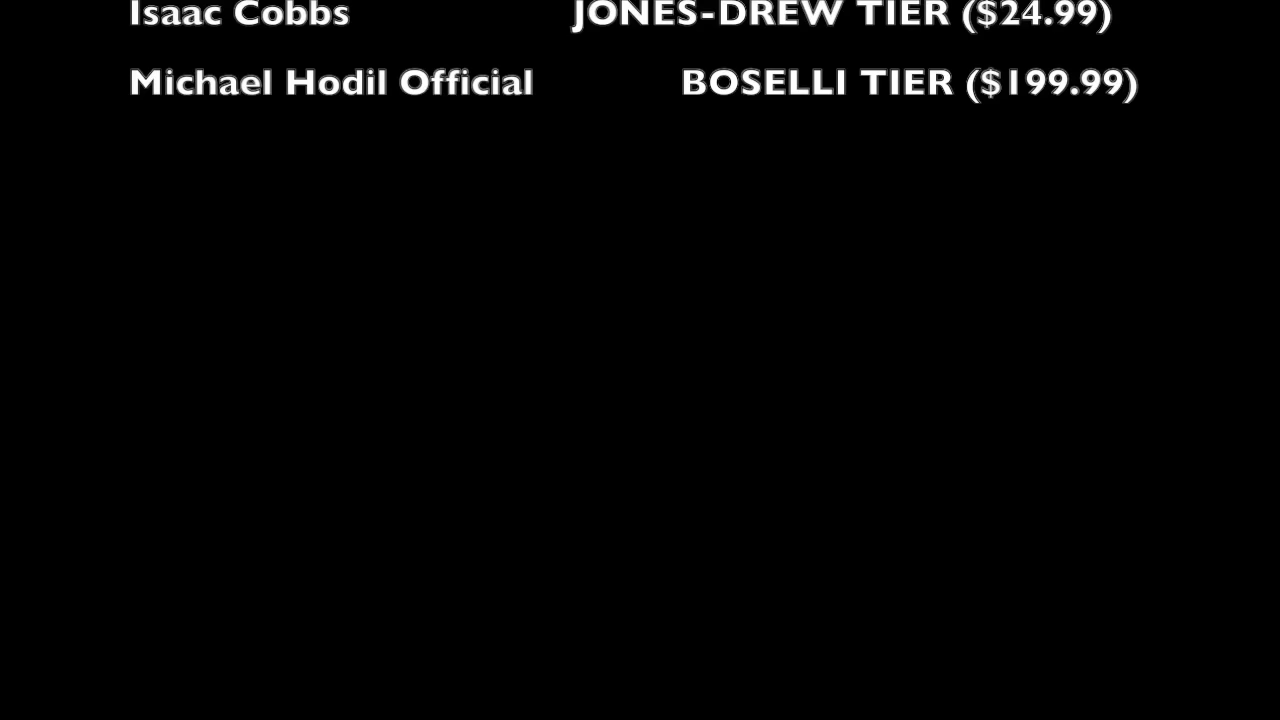 Isaac Cobbs JONES-DREW TIER ($24.99)
Michael Hodil Official BOSELLI TIER ($199.99)